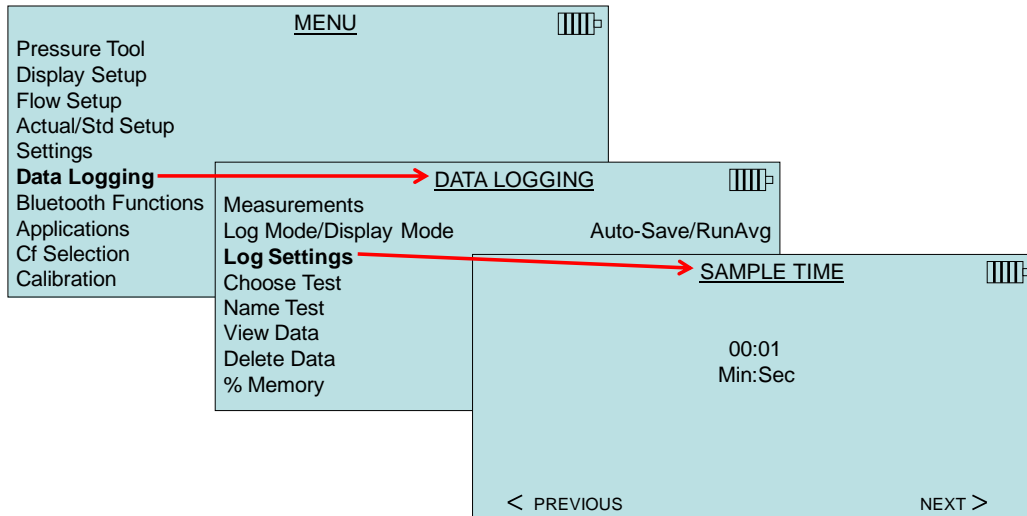 MENU
Pressure Tool
Display Setup
Flow Setup
Actual/Std Setup
Settings
Data Logging
Bluetooth Functions
Applications
Cf Selection
Calibration
DATA LOGGING
Measurements
Log Mode/Display Mode Auto-Save/RunAvg
Log Settings
Choose Test
Name Test
View Data
Delete Data
% Memory
SAMPLE TIME
00:01
Min:Sec
< PREVIOUS NEXT >